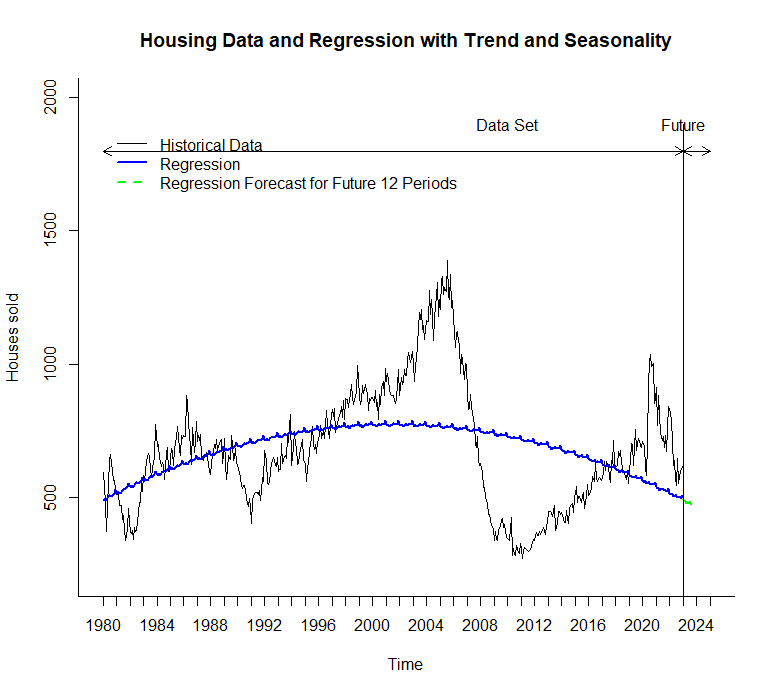 Housing Data and Regression with Trend and Seasonality
2000
1500
1000
500
Houses sold
Data Set
Future
Historical Data
Regression
Regression Forecast for Future 12 Periods
1980 1984 1988 1992 1996 2000 2004 2008 2012 2016 2020 2024
Time